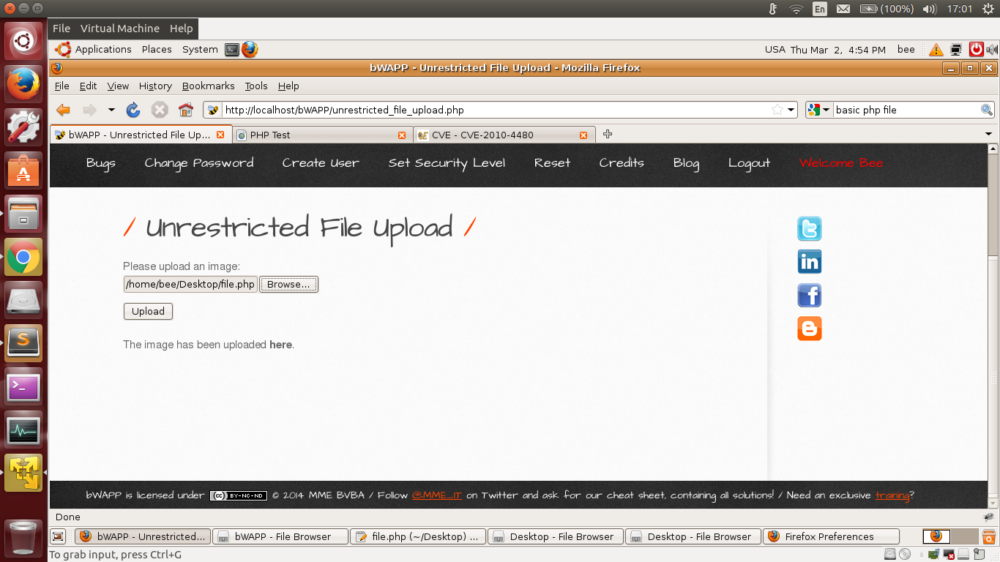 En (100%) 17:01
File Virtual Machine Help
Applications Places System USA Thu Mar 2, 4:54 PM bee
bWAPP - Unrestricted File Upload - Mozilla Firefox
File Edit View History Bookmarks Tools Help
http://localhost/bWAPP/unrestricted_file_upload.php basic php file
bWAPP - Unrestricted File Up... PHP Test CVE - CVE-2010-4480
Bugs Change Password Create User Set Security Level Reset Credits Blog Logout Welcome Bee
/ Unrestricted File Upload /
Please upload an image:
/home/bee/Desktop/file.php Browse...
Upload
The image has been uploaded here.
bWAPP is licensed under (cc) BY-NC-ND © 2014 MME BVBA / Follow @MME_IT on Twitter and ask for our cheat sheet, containing all solutions! / Need an exclusive training?
Done
bWAPP - Unrestricted... bWAPP - File Browser file.php (~/Desktop) ... Desktop - File Browser Desktop - File Browser Firefox Preferences
To grab input, press Ctrl+G